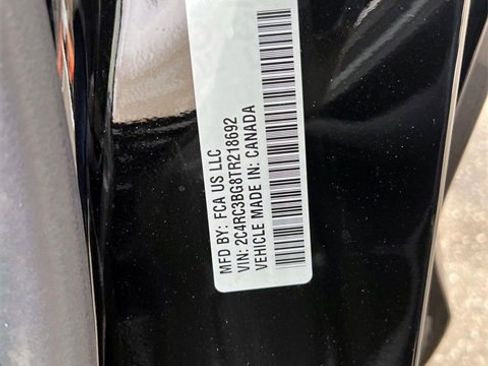 MFD BY: FCA US LLC
VIN: 2C4RC3BG8TR218692
VEHICLE MADE IN: CANADA